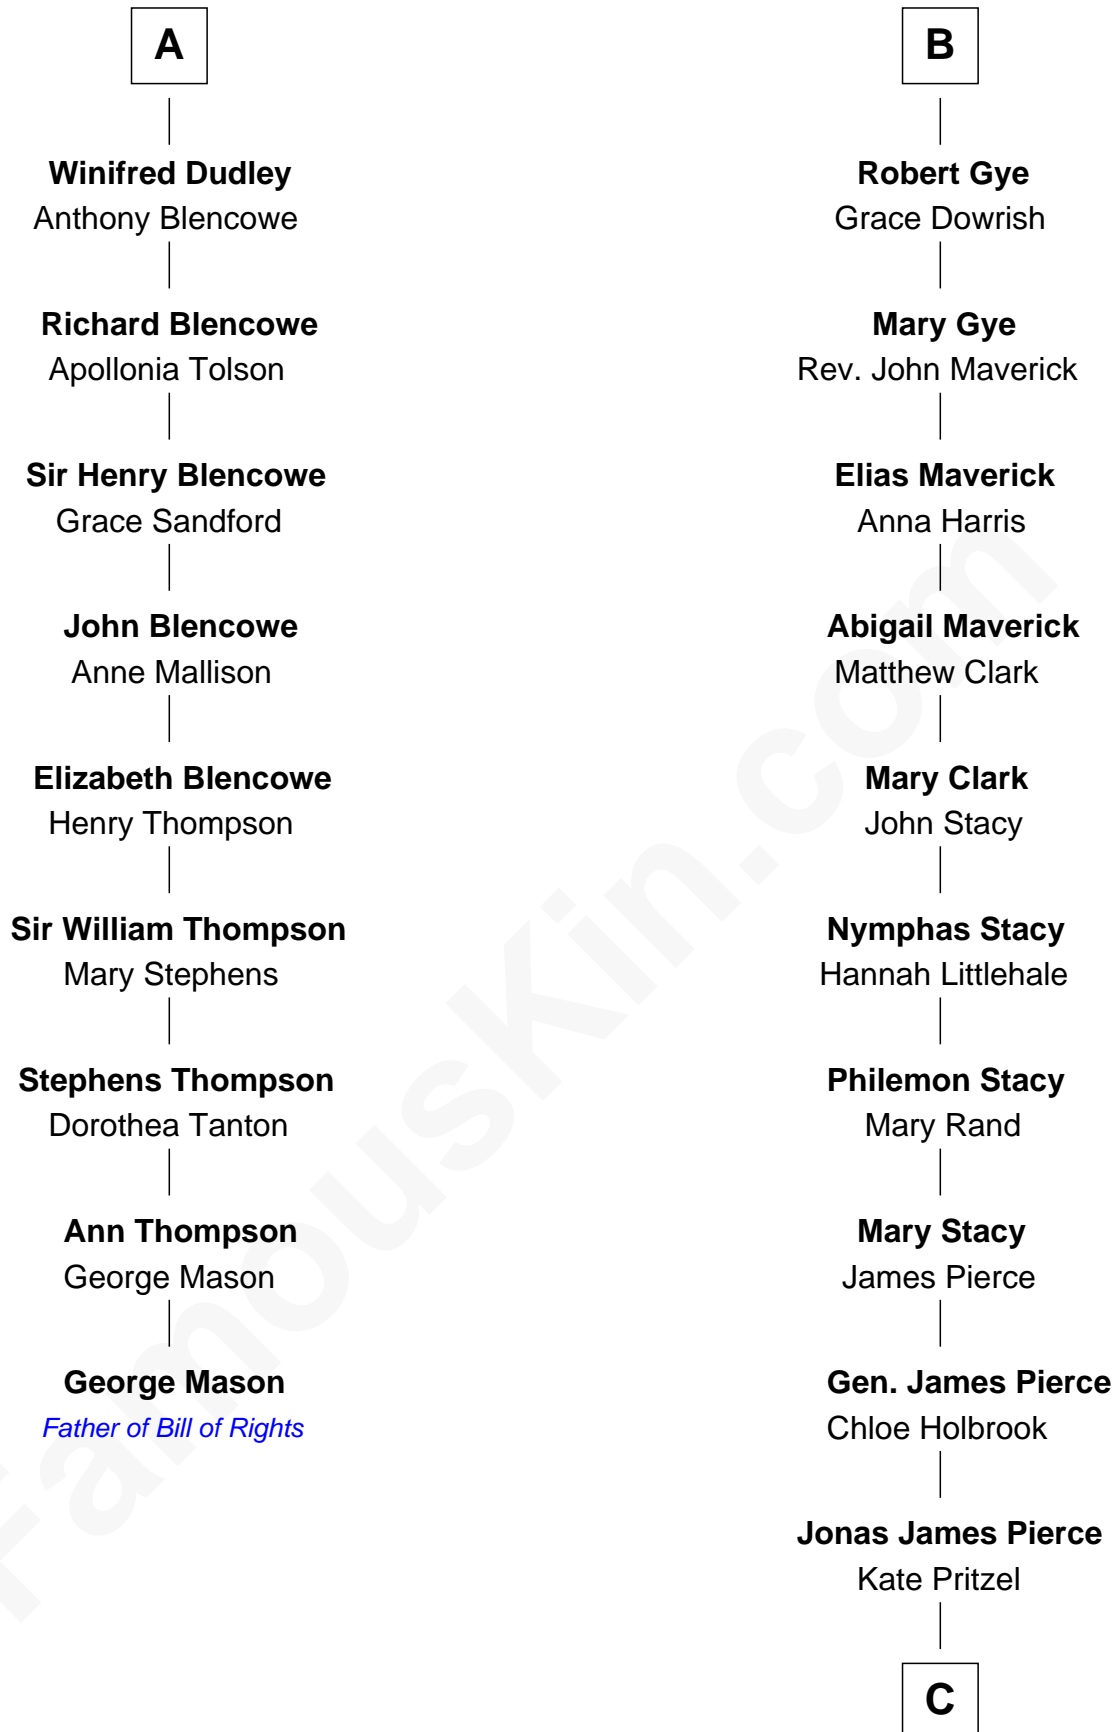 A
Winifred Dudley
Anthony Blencowe
Richard Blencowe
Apollonia Tolson
Sir Henry Blencowe
Grace Sandford
John Blencowe
Anne Mallison
Elizabeth Blencowe
Henry Thompson
Sir William Thompson
Mary Stephens
Stephens Thompson
Dorothea Tanton
Ann Thompson
George Mason
George Mason
Father of Bill of Rights
B
Robert Gye
Grace Dowrish
Mary Gye
Rev. John Maverick
Elias Maverick
Anna Harris
Abigail Maverick
Matthew Clark
Mary Clark
John Stacy
Nymphas Stacy
Hannah Littlehale
Philemon Stacy
Mary Rand
Mary Stacy
James Pierce
Gen. James Pierce
Chloe Holbrook
Jonas James Pierce
Kate Pritzel
C
FamousKin.com